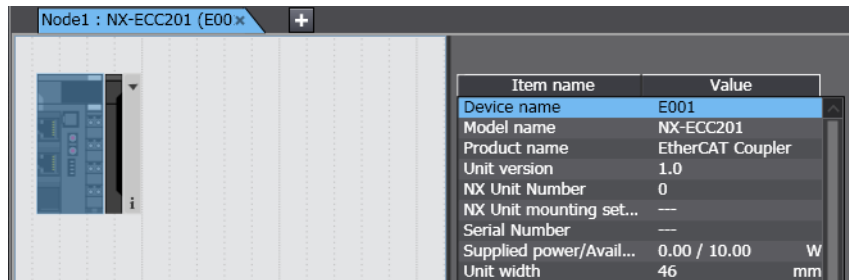 Node1 : NX-ECC201 (E00 ×
+
Item name Value
Device name E001
Model name NX-ECC201
Product name EtherCAT Coupler
Unit version 1.0
NX Unit Number 0
NX Unit mounting set... ---
Serial Number ---
Supplied power/Avail... 0.00 / 10.00 W
Unit width 46 mm
i